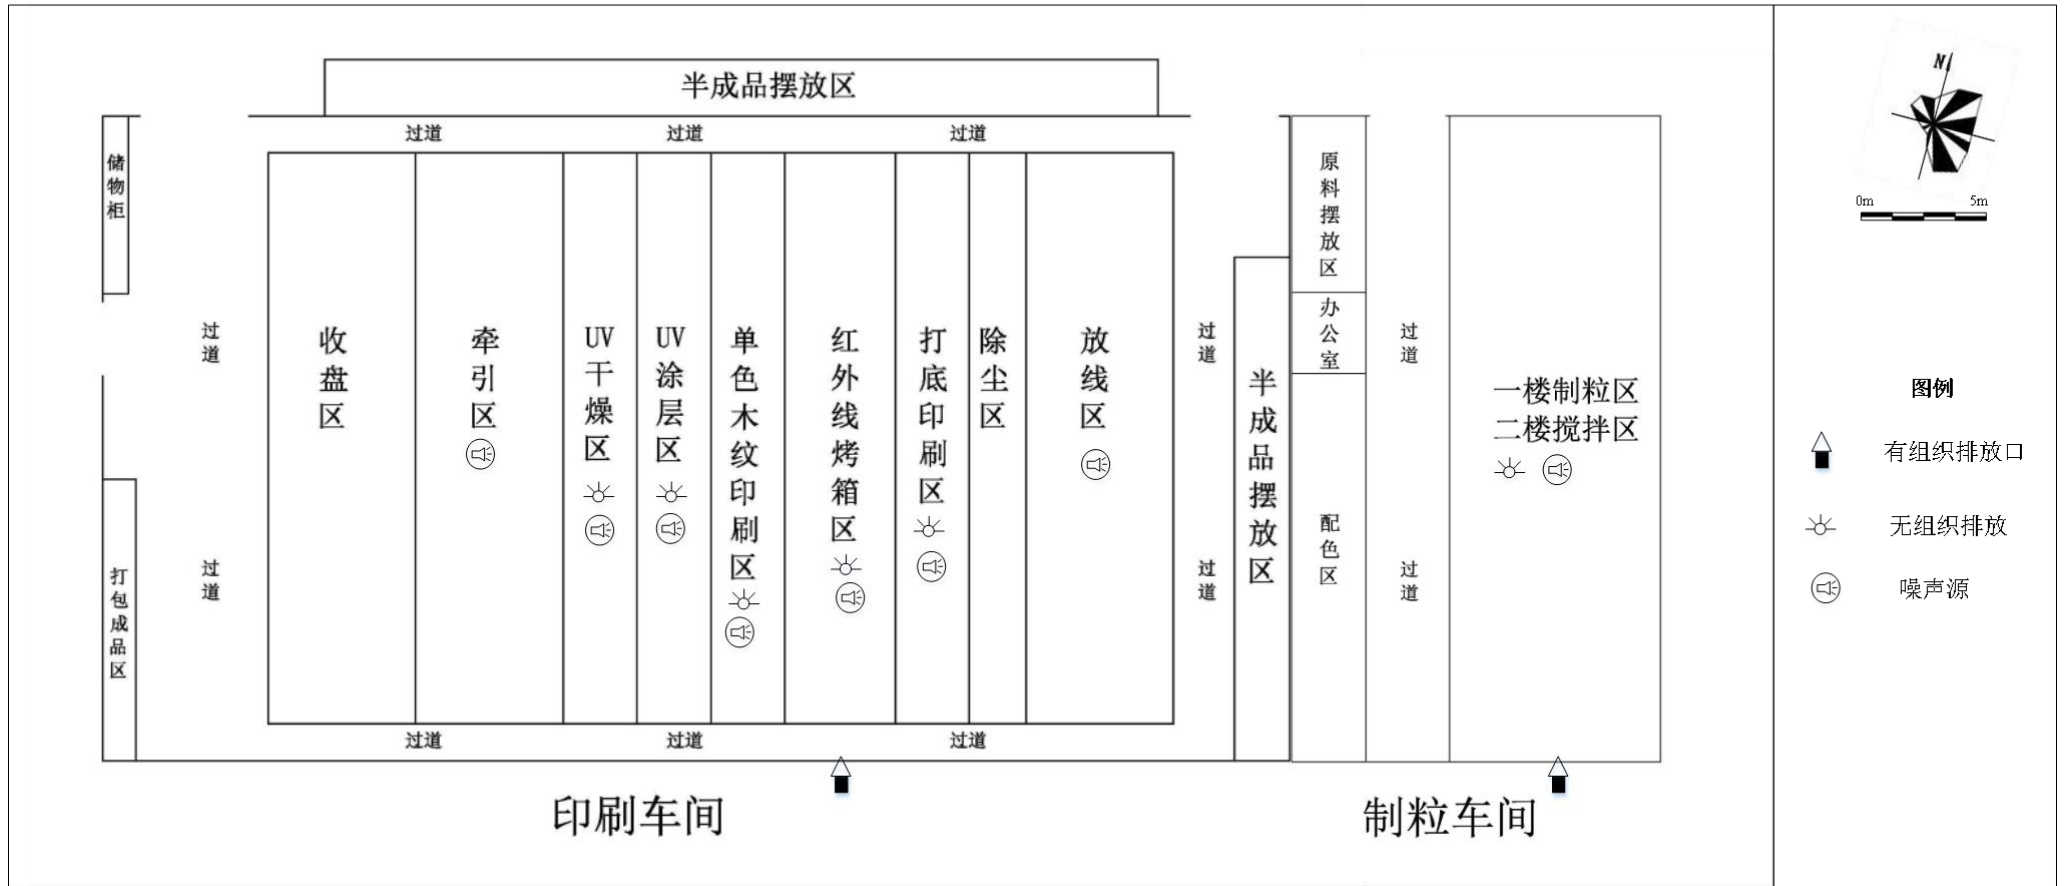 半成品摆放区
过道
过道
过道
储物柜
过道
过道
打包成品区
收盘区
牵引区
UV干燥区
UV涂层区
单色木纹印刷区
红外线烤箱区
打底印刷区
除尘区
放线区
过道
过道
过道
过道
过道
半成品摆放区
原料摆放区
办公室
配色区
过道
过道
一楼制粒区
二楼搅拌区
印刷车间
制粒车间
N
0m
5m
图例
有组织排放口
无组织排放
噪声源